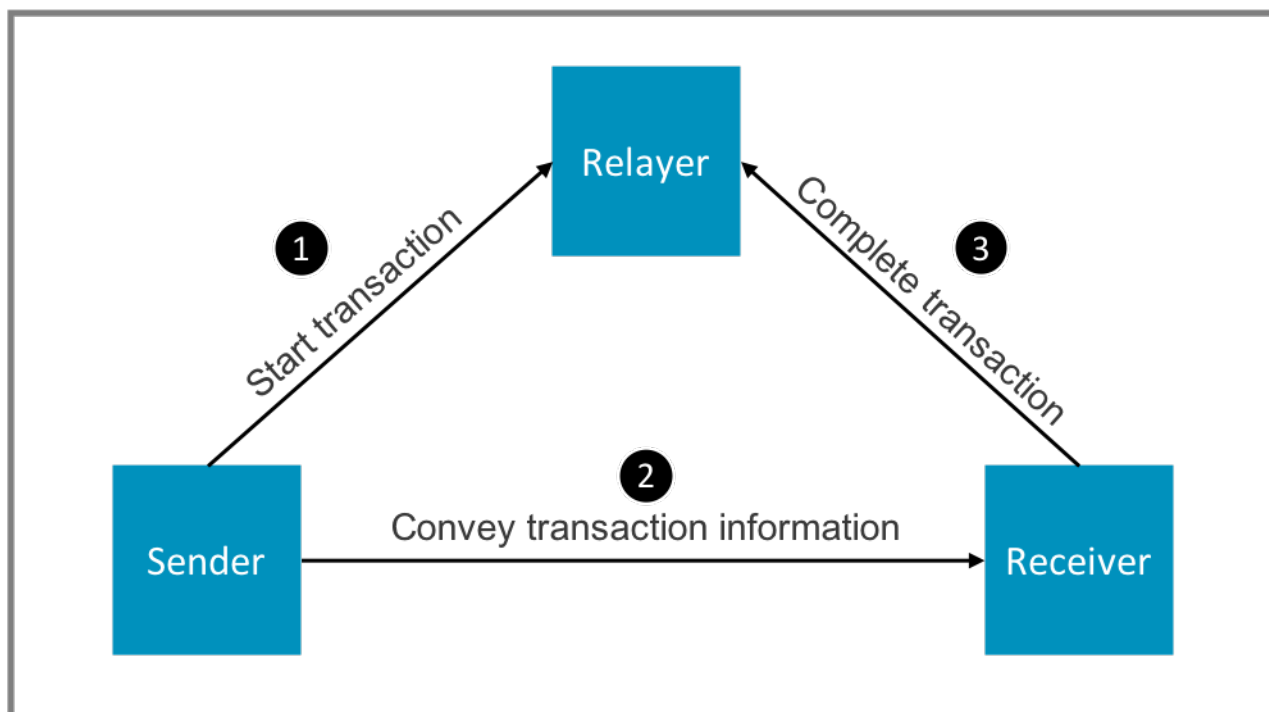 Relayer
1
Start transaction
Complete transaction
3
2
Convey transaction information
Sender
Receiver